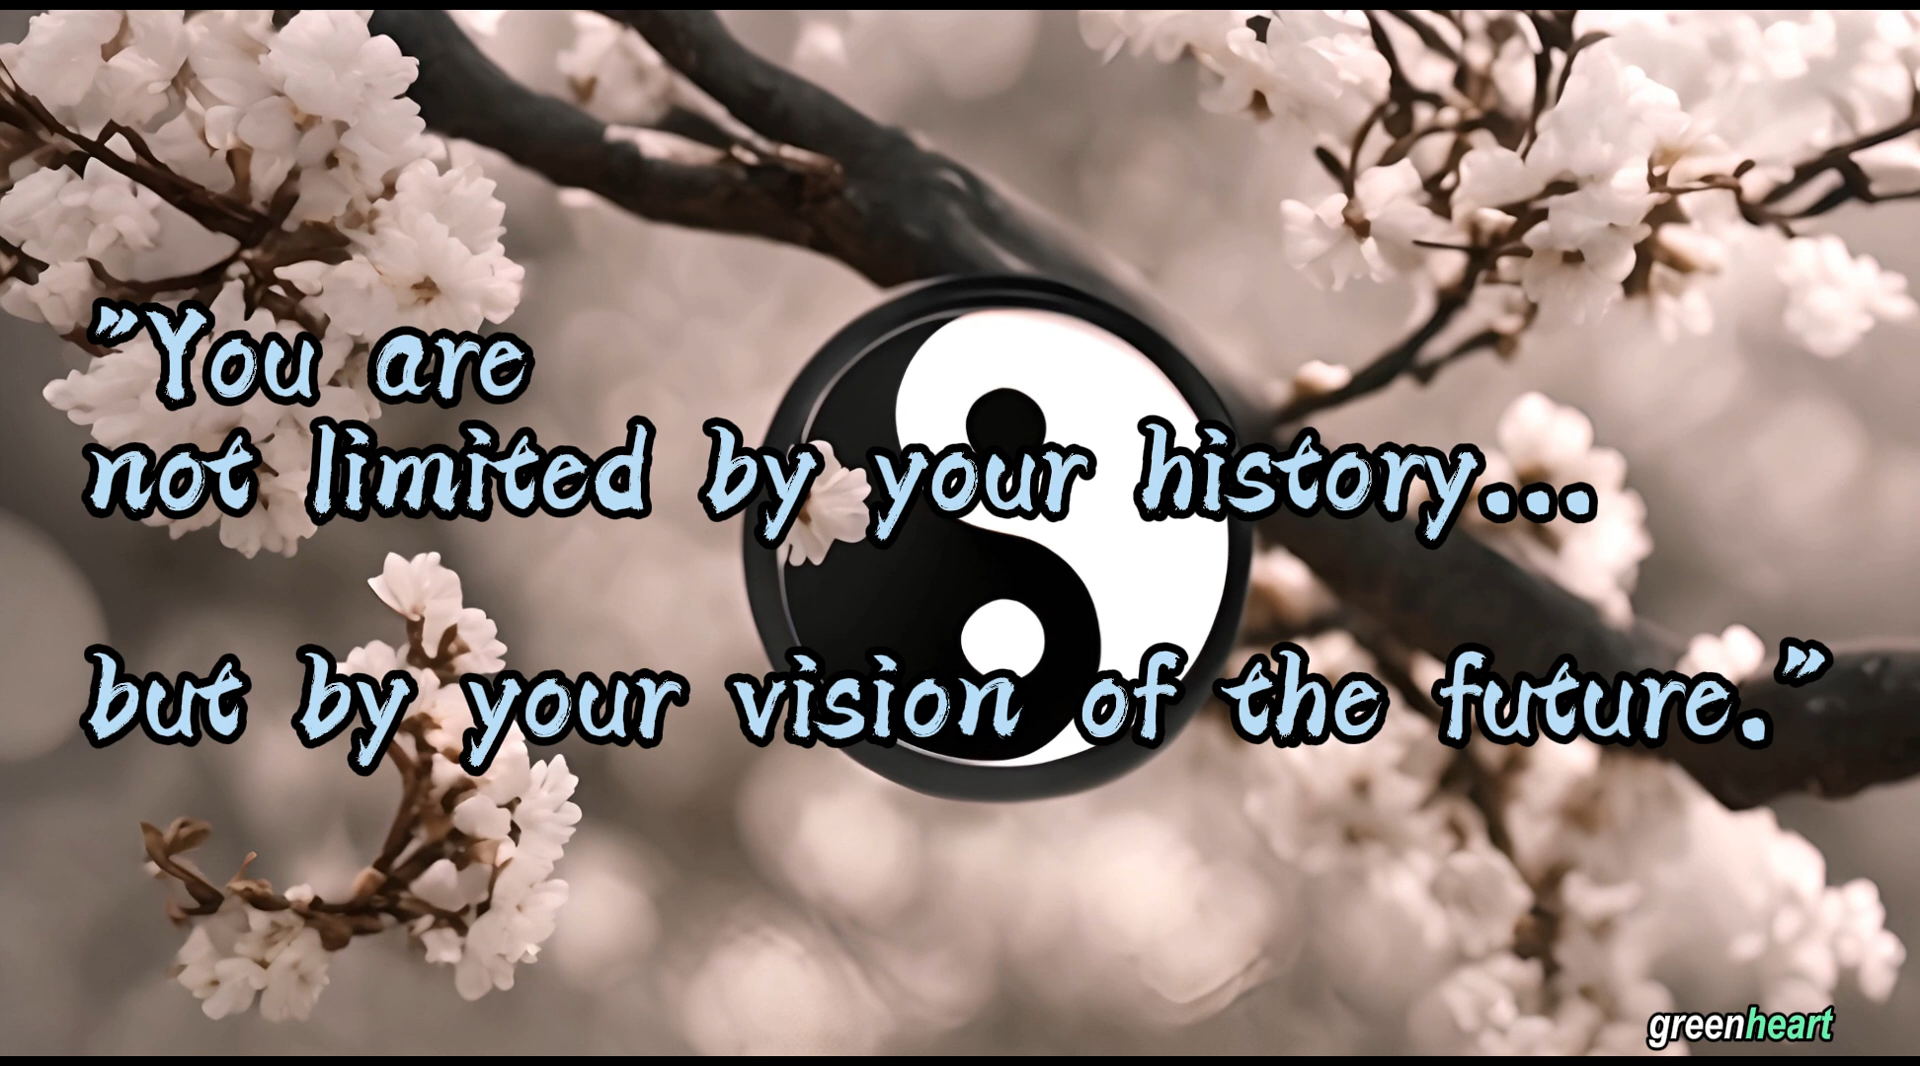 "You are
not limited by your history...
but by your vision of the future."
greenheart